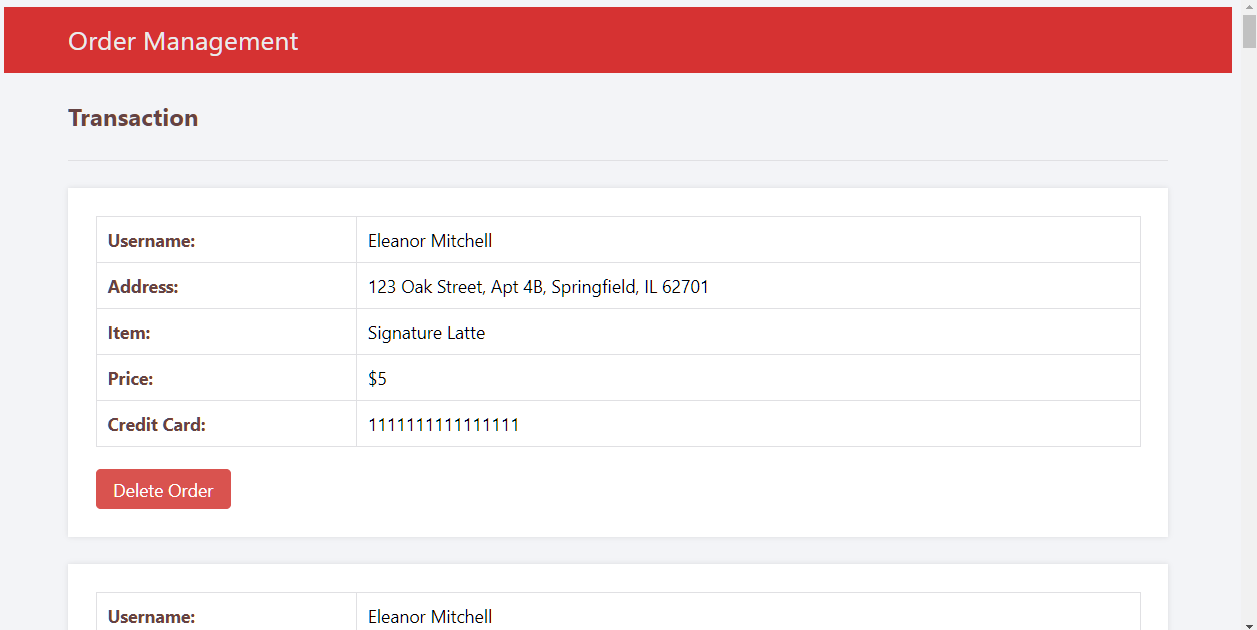 Order Management
Transaction
Username: Eleanor Mitchell
Address: 123 Oak Street, Apt 4B, Springfield, IL 62701
Item: Signature Latte
Price: $5
Credit Card: 1111111111111111
Delete Order
Username: Eleanor Mitchell